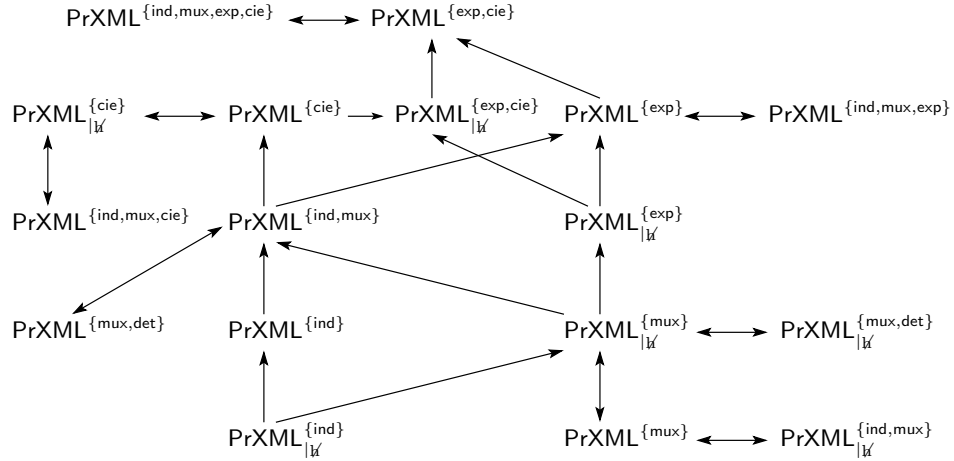 PrXML^{ind,mux,exp,cie} PrXML^{exp,cie}
PrXML^{cie}_{|h̸} PrXML^{cie} PrXML^{exp,cie}_{|h̸} PrXML^{exp} PrXML^{ind,mux,exp}
PrXML^{ind,mux,cie} PrXML^{ind,mux} PrXML^{exp}_{|h̸}
PrXML^{mux,det} PrXML^{ind} PrXML^{mux}_{|h̸} PrXML^{mux,det}_{|h̸}
PrXML^{ind}_{|h̸} PrXML^{mux} PrXML^{ind,mux}_{|h̸}